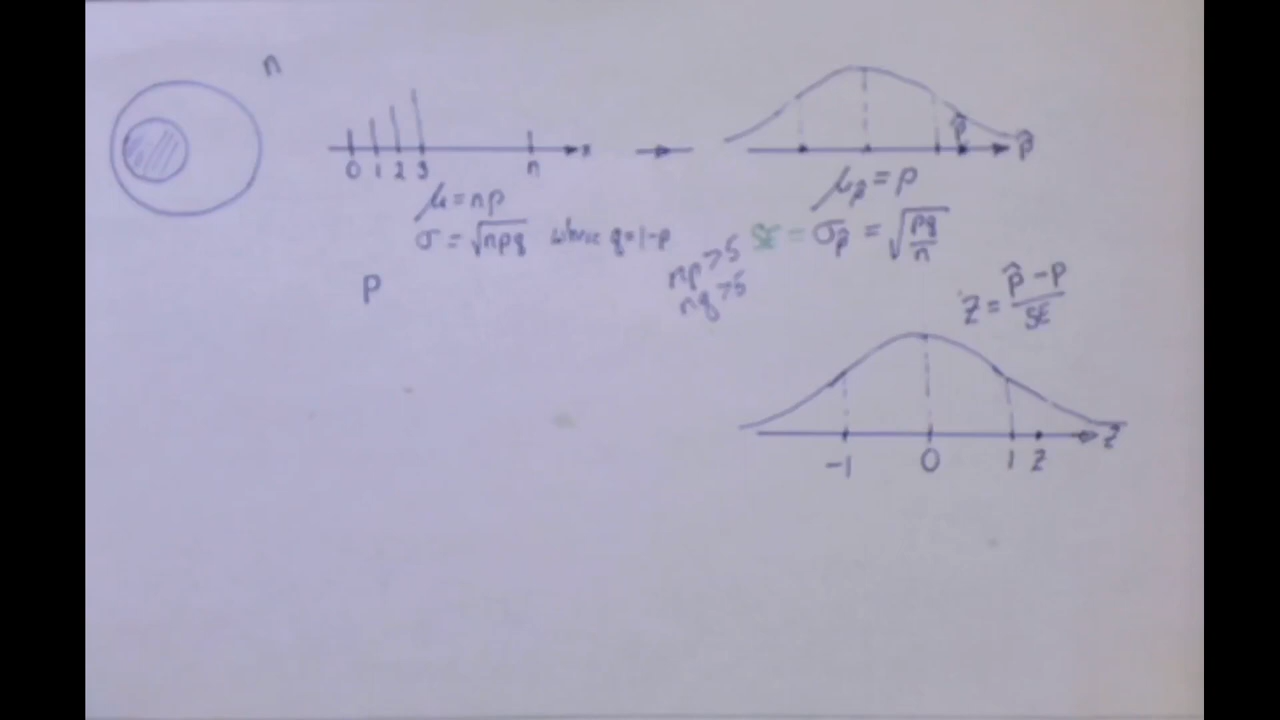 n
0 1 2 3 n x
μ = np
σ = √npq where q=1-p
p
p̂
p̂
μp̂ = p
SE = σp̂ = √pq/n
np>5
nq>5
z = p̂ - p / SE
-1 0 1 z z